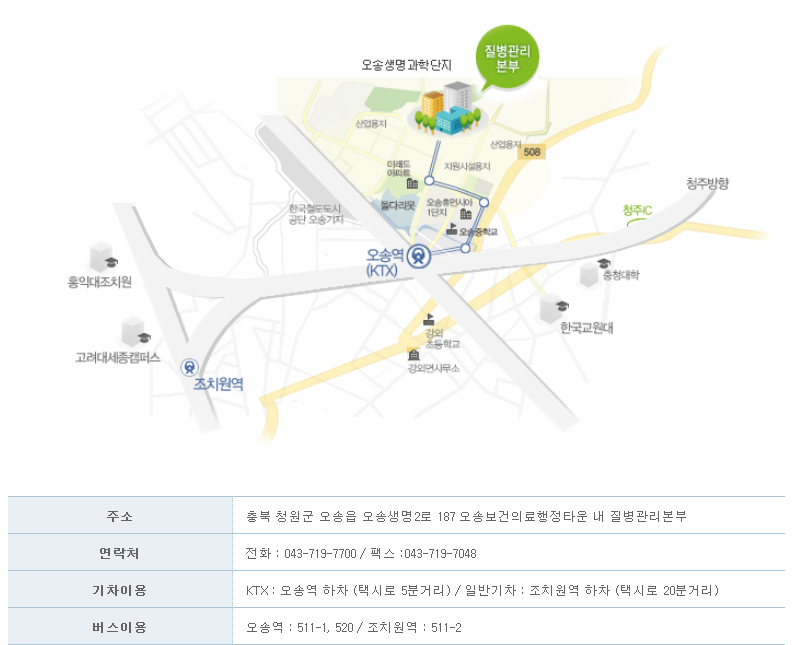 질병관리
본부
오송생명과학단지
산업용지
산업용지
508
미래드
아파트
지원시설용지
청주방향
한국철도도시
공단 오송기지
돌다리못
오송휴먼시아
1단지
청주IC
오송중학교
오송역
(KTX)
홍익대조치원
충청대학
강외
초등학교
한국교원대
고려대세종캠퍼스
강외면사무소
조치원역
주소 충북 청원군 오송읍 오송생명2로 187 오송보건의료행정타운 내 질병관리본부
연락처 전화 : 043-719-7700 / 팩스 :043-719-7048
기차이용 KTX : 오송역 하차 (택시로 5분거리) / 일반기차 : 조치원역 하차 (택시로 20분거리)
버스이용 오송역 : 511-1, 520 / 조치원역 : 511-2